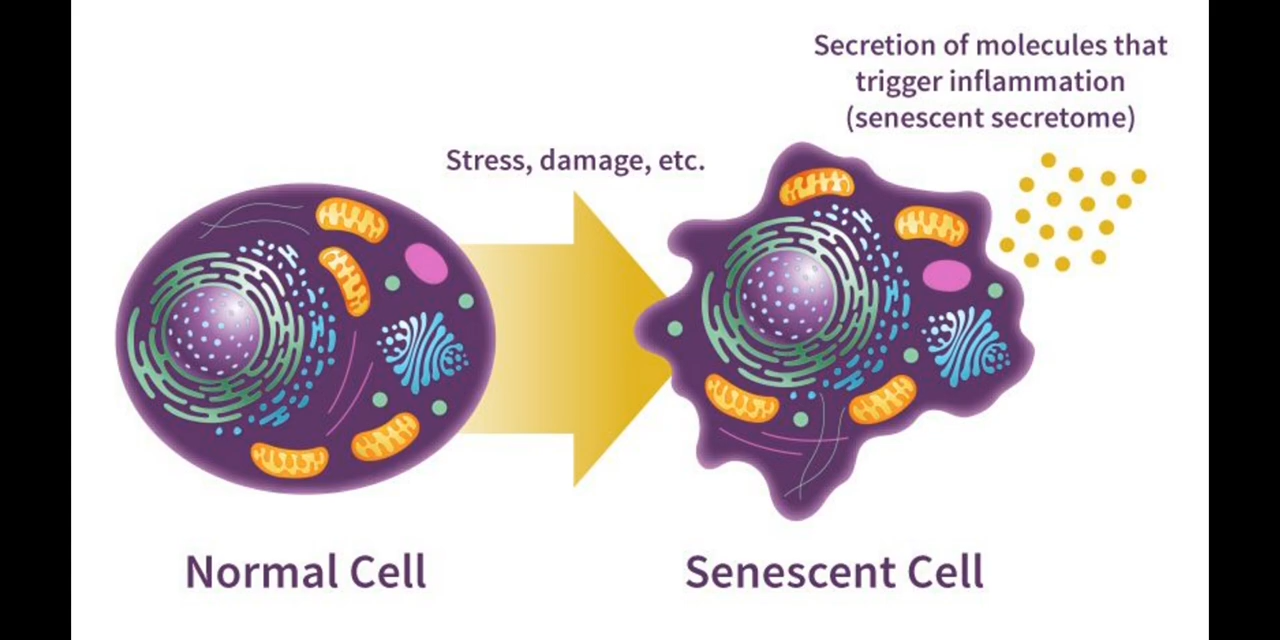 Secretion of molecules that
trigger inflammation
(senescent secretome)
Stress, damage, etc.
Normal Cell
Senescent Cell